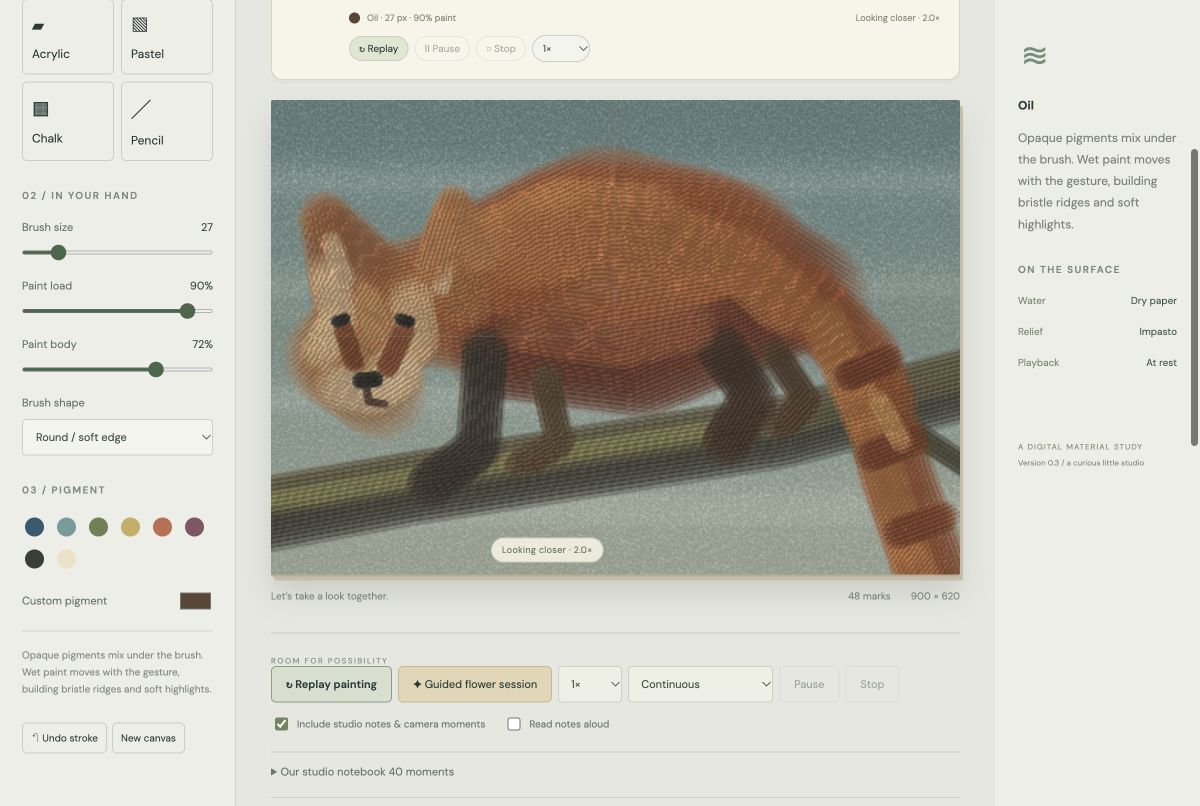 Acrylic
Pastel
Chalk
Pencil
02 / IN YOUR HAND
Brush size 27
Paint load 90%
Paint body 72%
Brush shape
Round / soft edge
03 / PIGMENT
Custom pigment
Opaque pigments mix under the brush.
Wet paint moves with the gesture,
building bristle ridges and soft highlights.
Undo stroke
New canvas
Oil · 27 px · 90% paint
Looking closer · 2.0×
↻ Replay
II Pause
Stop
1×
Looking closer · 2.0×
Let's take a look together.
48 marks
900 × 620
ROOM FOR POSSIBILITY
↻ Replay painting
✦ Guided flower session
1×
Continuous
Pause
Stop
Include studio notes & camera moments
Read notes aloud
Our studio notebook 40 moments
Oil
Opaque pigments mix under
the brush. Wet paint moves
with the gesture, building
bristle ridges and soft
highlights.
ON THE SURFACE
Water Dry paper
Relief Impasto
Playback At rest
A DIGITAL MATERIAL STUDY
Version 0.3 / a curious little studio